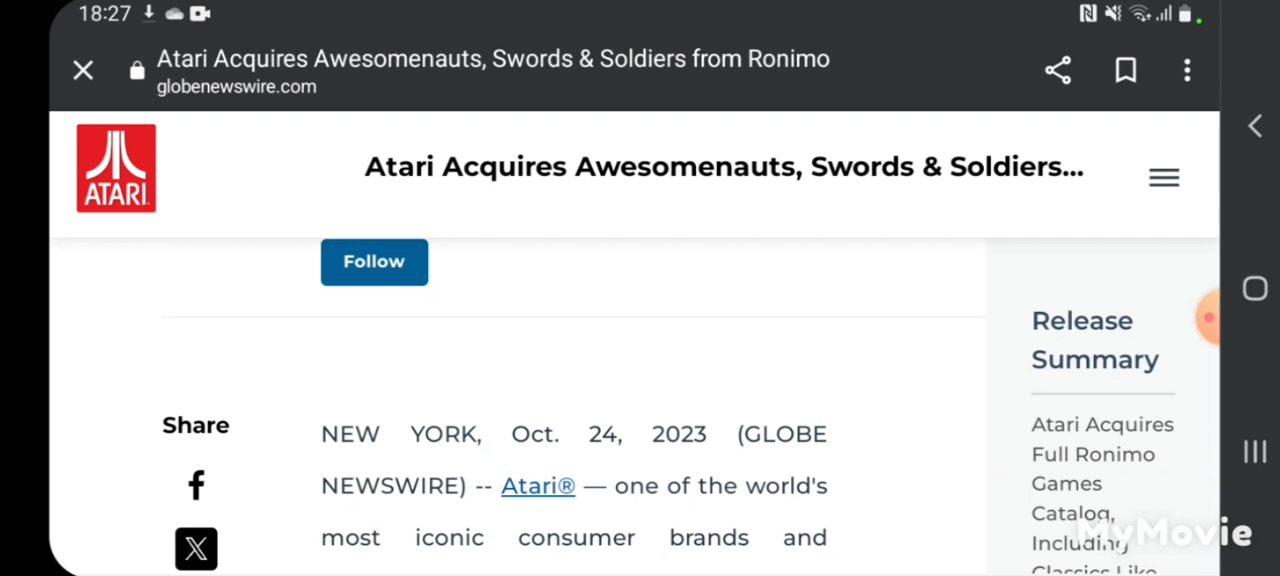 18:27
Atari Acquires Awesomenauts, Swords & Soldiers from Ronimo
globenewswire.com
ATARI
Atari Acquires Awesomenauts, Swords & Soldiers...
Follow
Release
Summary
Share
NEW YORK, Oct. 24, 2023 (GLOBE
NEWSWIRE) -- Atari® — one of the world's
most iconic consumer brands and
Atari Acquires
Full Ronimo
Games
Catalog,
Including
Classics Like
MyMovie